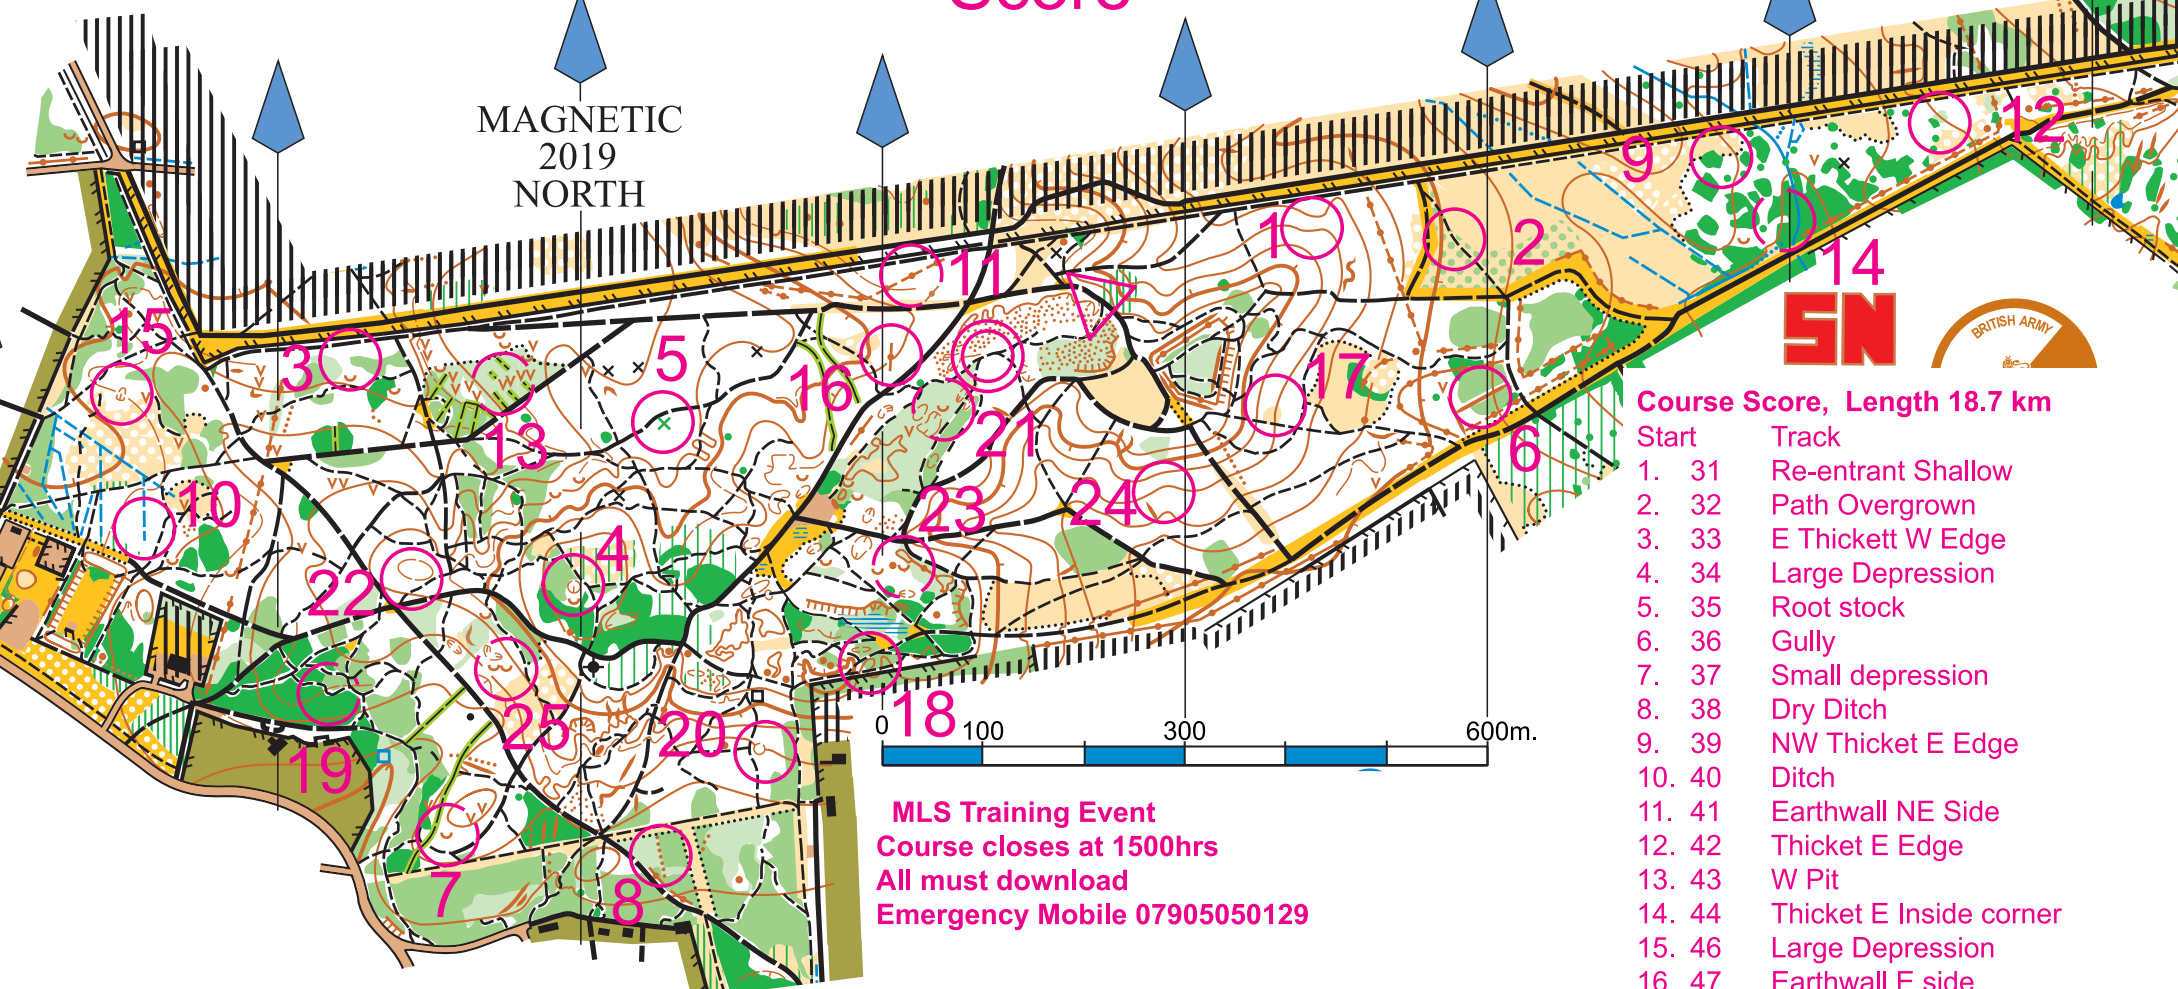 Score
MAGNETIC
2019
NORTH
12
9
1
2
14
11
15
3
5
16
17
13
21
6
10
23
24
4
22
18
25
20
19
7
8
SN
BRITISH ARMY
0 100 300 600m.
MLS Training Event
Course closes at 1500hrs
All must download
Emergency Mobile 07905050129
Course Score, Length 18.7 km
Start Track
1. 31 Re-entrant Shallow
2. 32 Path Overgrown
3. 33 E Thickett W Edge
4. 34 Large Depression
5. 35 Root stock
6. 36 Gully
7. 37 Small depression
8. 38 Dry Ditch
9. 39 NW Thicket E Edge
10. 40 Ditch
11. 41 Earthwall NE Side
12. 42 Thicket E Edge
13. 43 W Pit
14. 44 Thicket E Inside corner
15. 46 Large Depression
16 47 Earthwall E side